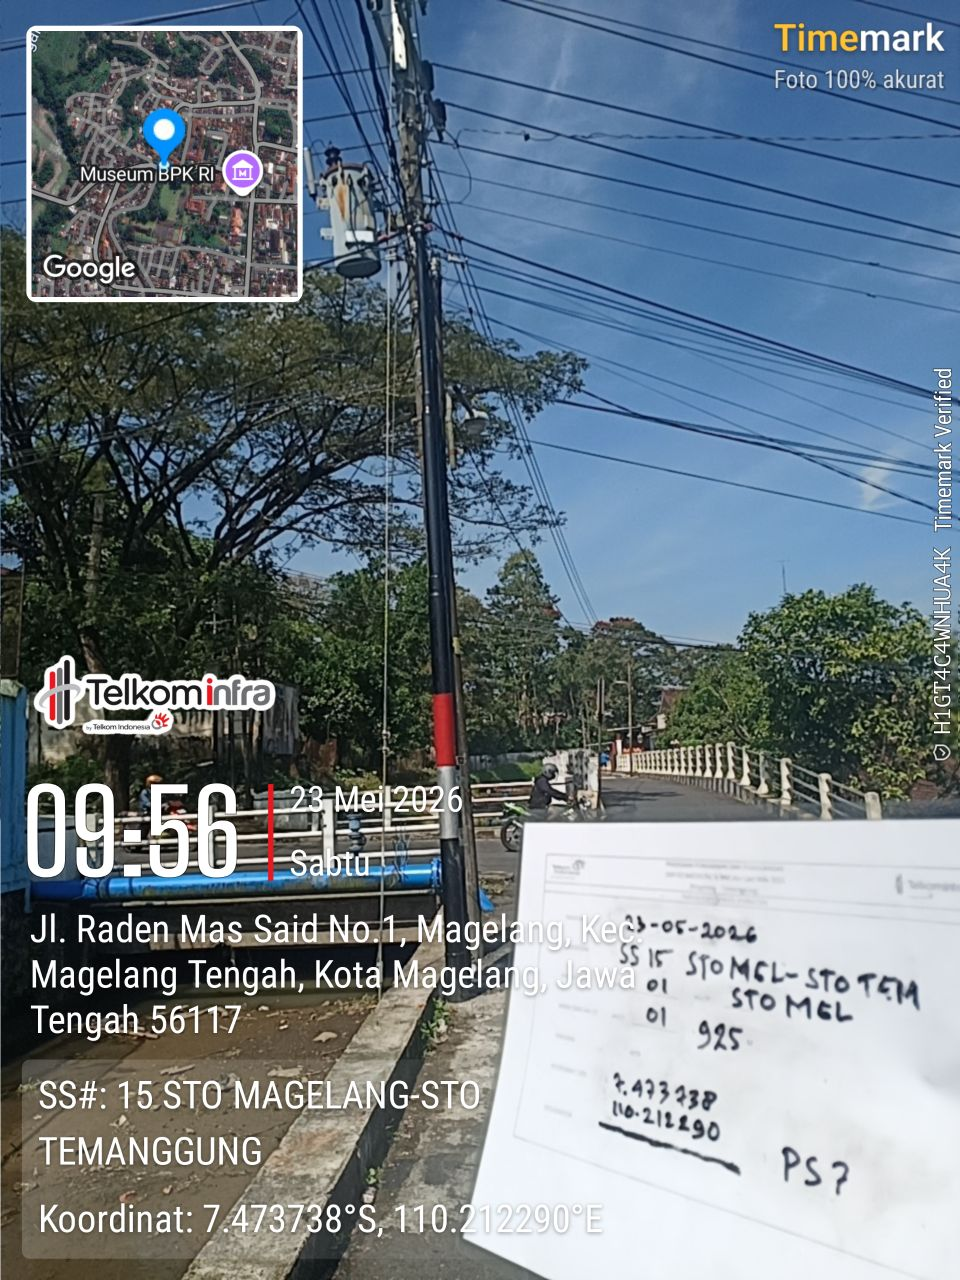 Timemark
Foto 100% akurat
Museum BPK RI
Google
H1GT4C4WNHUA4K Timemark Verified
Telkominfra
by Telkom Indonesia
09:56
23 Mei 2026
Sabtu
Jl. Raden Mas Said No.1, Magelang, Kec.
Magelang Tengah, Kota Magelang, Jawa
Tengah 56117
SS#: 15 STO MAGELANG-STO
TEMANGGUNG
Koordinat: 7.473738°S, 110.212290°E
23-05-2026
SS 15 STO MGL-STO TEM
01 STO MGL
01 925
7.473738
110.212290
PS 7